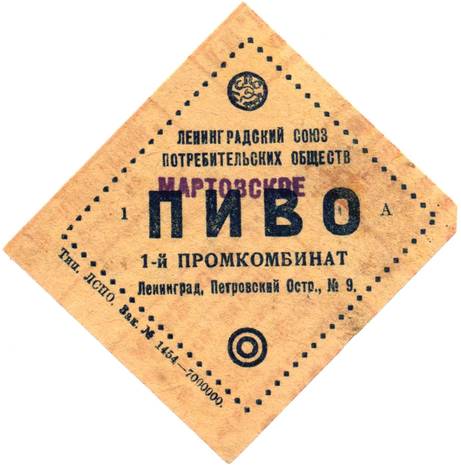 ЛЕНИНГРАДСКИЙ СОЮЗ
ПОТРЕБИТЕЛЬСКИХ ОБЩЕСТВ
МАРТОВСКОЕ
1 ПИВО А
1-й ПРОМКОМБИНАТ
Ленинград, Петровский Остр., № 9.
Тип. ЛСПО. Зак. № 1454—7000000.